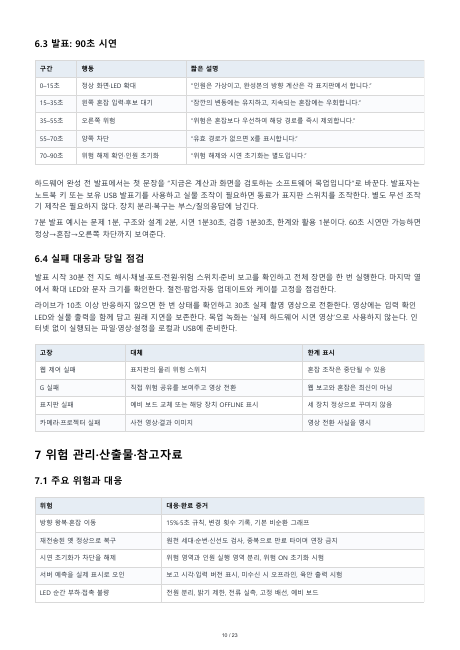 6.3 발표: 90초 시연
구간 행동 짧은 설명
0–15초 정상 화면·LED 확대 "인원은 가상이고, 완성본의 방향 계산은 각 표지판에서 합니다."
15–35초 왼쪽 혼잡 입력·후보 대기 "잠깐의 변동에는 유지하고, 지속되는 혼잡에는 우회합니다."
35–55초 오른쪽 위험 "위험은 혼잡보다 우선하며 해당 경로를 즉시 제외합니다."
55–70초 양쪽 차단 "유효 경로가 없으면 X를 표시합니다."
70–90초 위험 해제 확인·인원 초기화 "위험 해제와 시연 초기화는 별도입니다."
하드웨어 완성 전 발표에서는 첫 문장을 "지금은 계산과 화면을 검토하는 소프트웨어 목업입니다"로 바꾼다. 발표자는
노트북 키 또는 보유 USB 발표기를 사용하고 실물 조작이 필요하면 동료가 표지판 스위치를 조작한다. 별도 무선 조작
기 제작은 필요하지 않다. 장치 분리·복구는 부스/질의응답에 남긴다.
7분 발표 예시는 문제 1분, 구조와 설계 2분, 시연 1분30초, 검증 1분30초, 한계와 활용 1분이다. 60초 시연만 가능하면
정상→혼잡→오른쪽 차단까지 보여준다.
6.4 실패 대응과 당일 점검
발표 시작 30분 전 지도 해시·채널·포트·전원·위험 스위치·준비 보고를 확인하고 전체 장면을 한 번 실행한다. 마지막 열
에서 확대 LED와 문자 크기를 확인한다. 절전·팝업·자동 업데이트와 케이블 고정을 점검한다.
라이브가 10초 이상 반응하지 않으면 한 번 상태를 확인하고 30초 실제 촬영 영상으로 전환한다. 영상에는 입력 확인
LED와 실물 출력을 함께 담고 원래 지연을 보존한다. 목업 녹화는 '실제 하드웨어 시연 영상'으로 사용하지 않는다. 인
터넷 없이 실행되는 파일·영상·설정을 로컬과 USB에 준비한다.
고장 대체 한계 표시
웹 제어 실패 표지판의 물리 위험 스위치 혼잡 조작은 중단될 수 있음
G 실패 직접 위험 공유를 보여주고 영상 전환 웹 보고와 혼잡은 최신이 아님
표지판 실패 예비 보드 교체 또는 해당 장치 OFFLINE 표시 세 장치 정상으로 꾸미지 않음
카메라·프로젝터 실패 사전 영상·결과 이미지 영상 전환 사실을 명시
7 위험 관리·산출물·참고자료
7.1 주요 위험과 대응
위험 대응·완료 증거
방향 왕복·혼잡 이동 15%·5초 규칙, 변경 횟수 기록, 기본 비순환 그래프
재전송된 옛 정상으로 복구 원천 세대·순번·신선도 검사, 중복으로 만료 타이머 연장 금지
시연 초기화가 차단을 해제 위험 영역과 인원 실행 영역 분리, 위험 ON 초기화 시험
서버 예측을 실제 표시로 오인 보고 시각·입력 버전 표시, 미수신 시 오프라인, 육안 출력 시험
LED 순간 부하·접촉 불량 전원 분리, 밝기 제한, 전류 실측, 고정 배선, 예비 보드
16 / 23